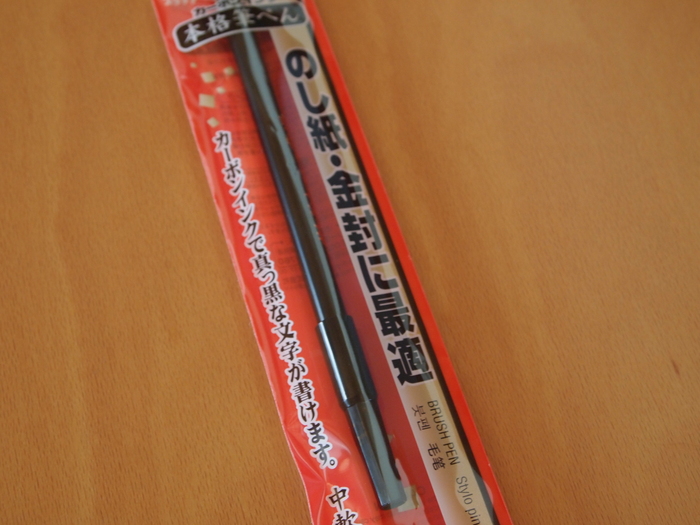 本格筆ぺん
のし紙・金封に最適
カーボンインクで真っ黒な文字が書けます。
BRUSH PEN Stylo pin
붓펜 毛筆
中軟